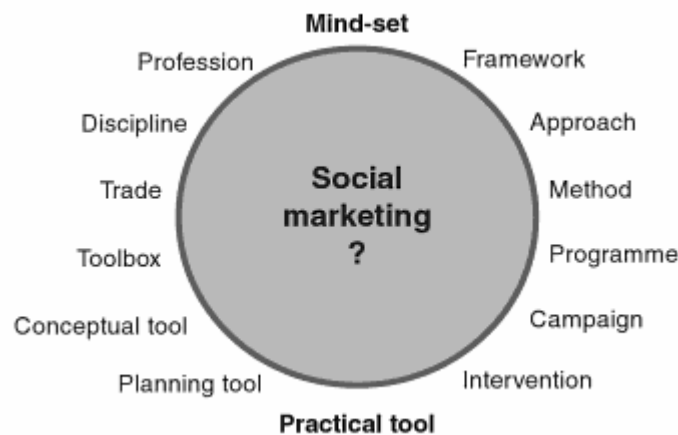 Mind-set
Profession
Framework
Discipline
Approach
Social
marketing
?
Trade
Method
Toolbox
Programme
Conceptual tool
Campaign
Planning tool
Intervention
Practical tool